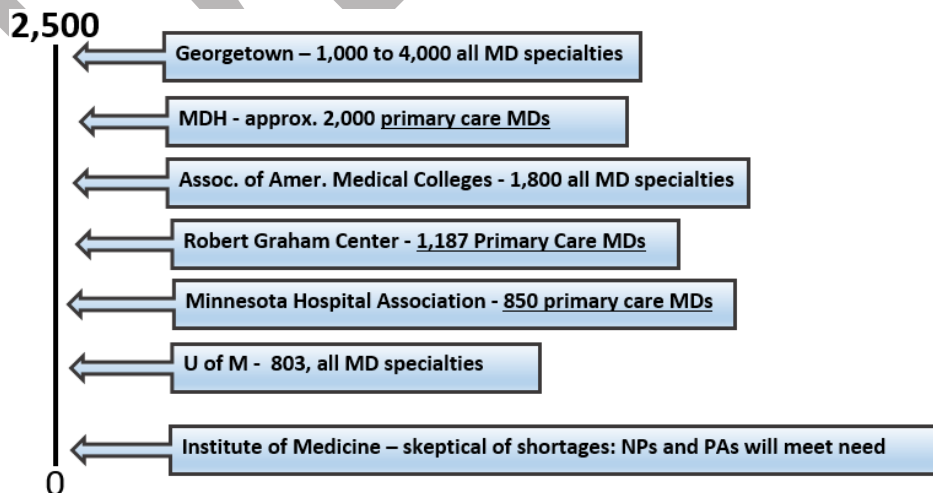 2,500
Georgetown – 1,000 to 4,000 all MD specialties
MDH - approx. 2,000 primary care MDs
Assoc. of Amer. Medical Colleges - 1,800 all MD specialties
Robert Graham Center - 1,187 Primary Care MDs
Minnesota Hospital Association - 850 primary care MDs
U of M - 803, all MD specialties
Institute of Medicine – skeptical of shortages: NPs and PAs will meet need
0